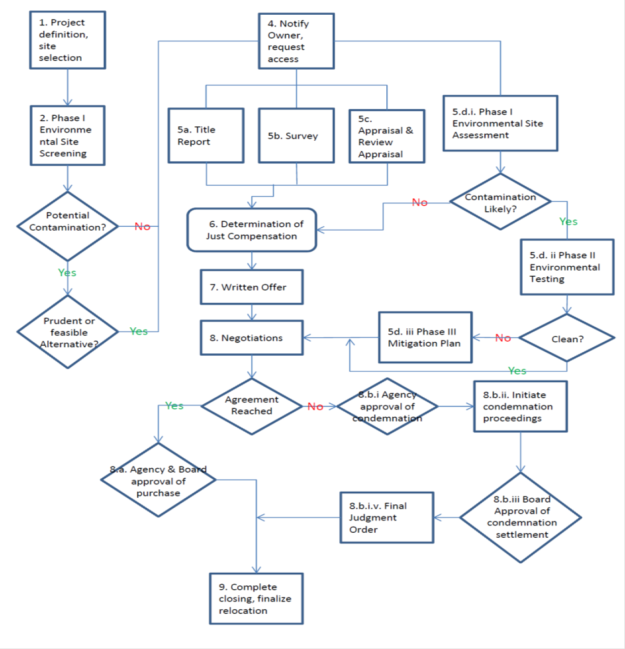 1. Project
definition,
site
selection
2. Phase I
Environme
ntal Site
Screening
Potential
Contamination?
No
Yes
Prudent or
feasible
Alternative?
Yes
4. Notify
Owner,
request
access
5a. Title
Report
5b. Survey
5c.
Appraisal &
Review
Appraisal
5.d.i. Phase I
Environmental Site
Assessment
Contamination
Likely?
No
Yes
5.d. ii Phase II
Environmental
Testing
Clean?
No
Yes
5d. iii Phase III
Mitigation Plan
6. Determination of
Just Compensation
7. Written Offer
8. Negotiations
Agreement
Reached
Yes
No
8.b.i Agency
approval of
condemnation
8.b.ii. Initiate
condemnation
proceedings
8.a. Agency & Board
approval of
purchase
8.b.i.v. Final
Judgment
Order
8.b.iii Board
Approval of
condemnation
settlement
9. Complete
closing, finalize
relocation